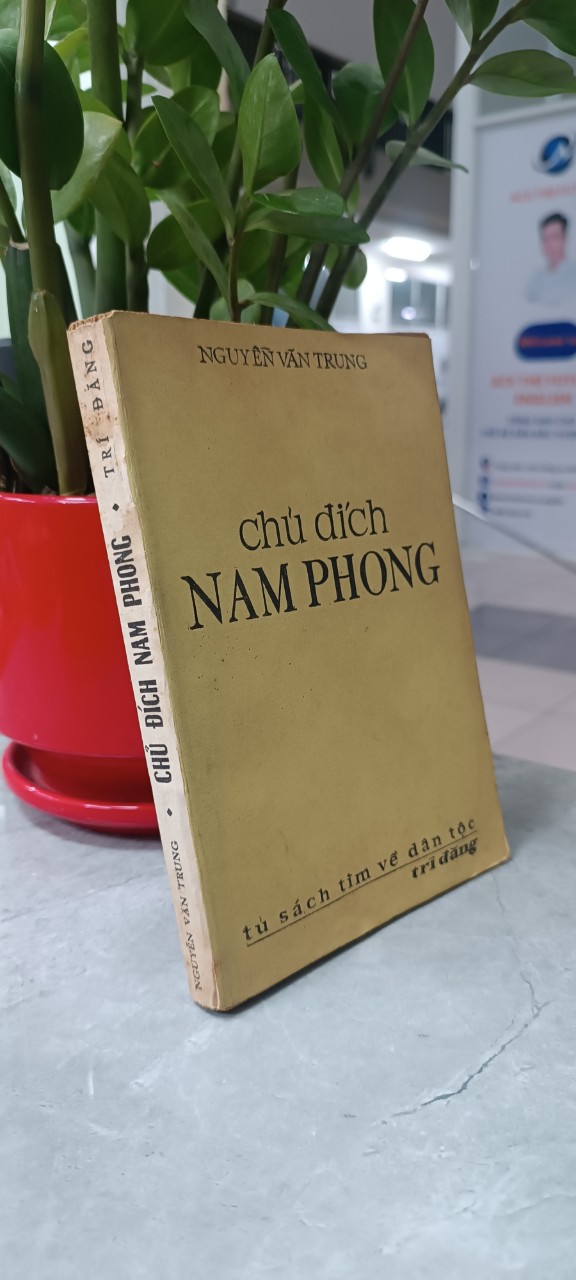 NGUYỄN VĂN TRUNG
chủ đích
NAM PHONG
tủ sách tìm về dân tộc
trí đăng
NGUYỄN VĂN TRUNG • CHỦ ĐÍCH NAM PHONG • TRÍ ĐĂNG